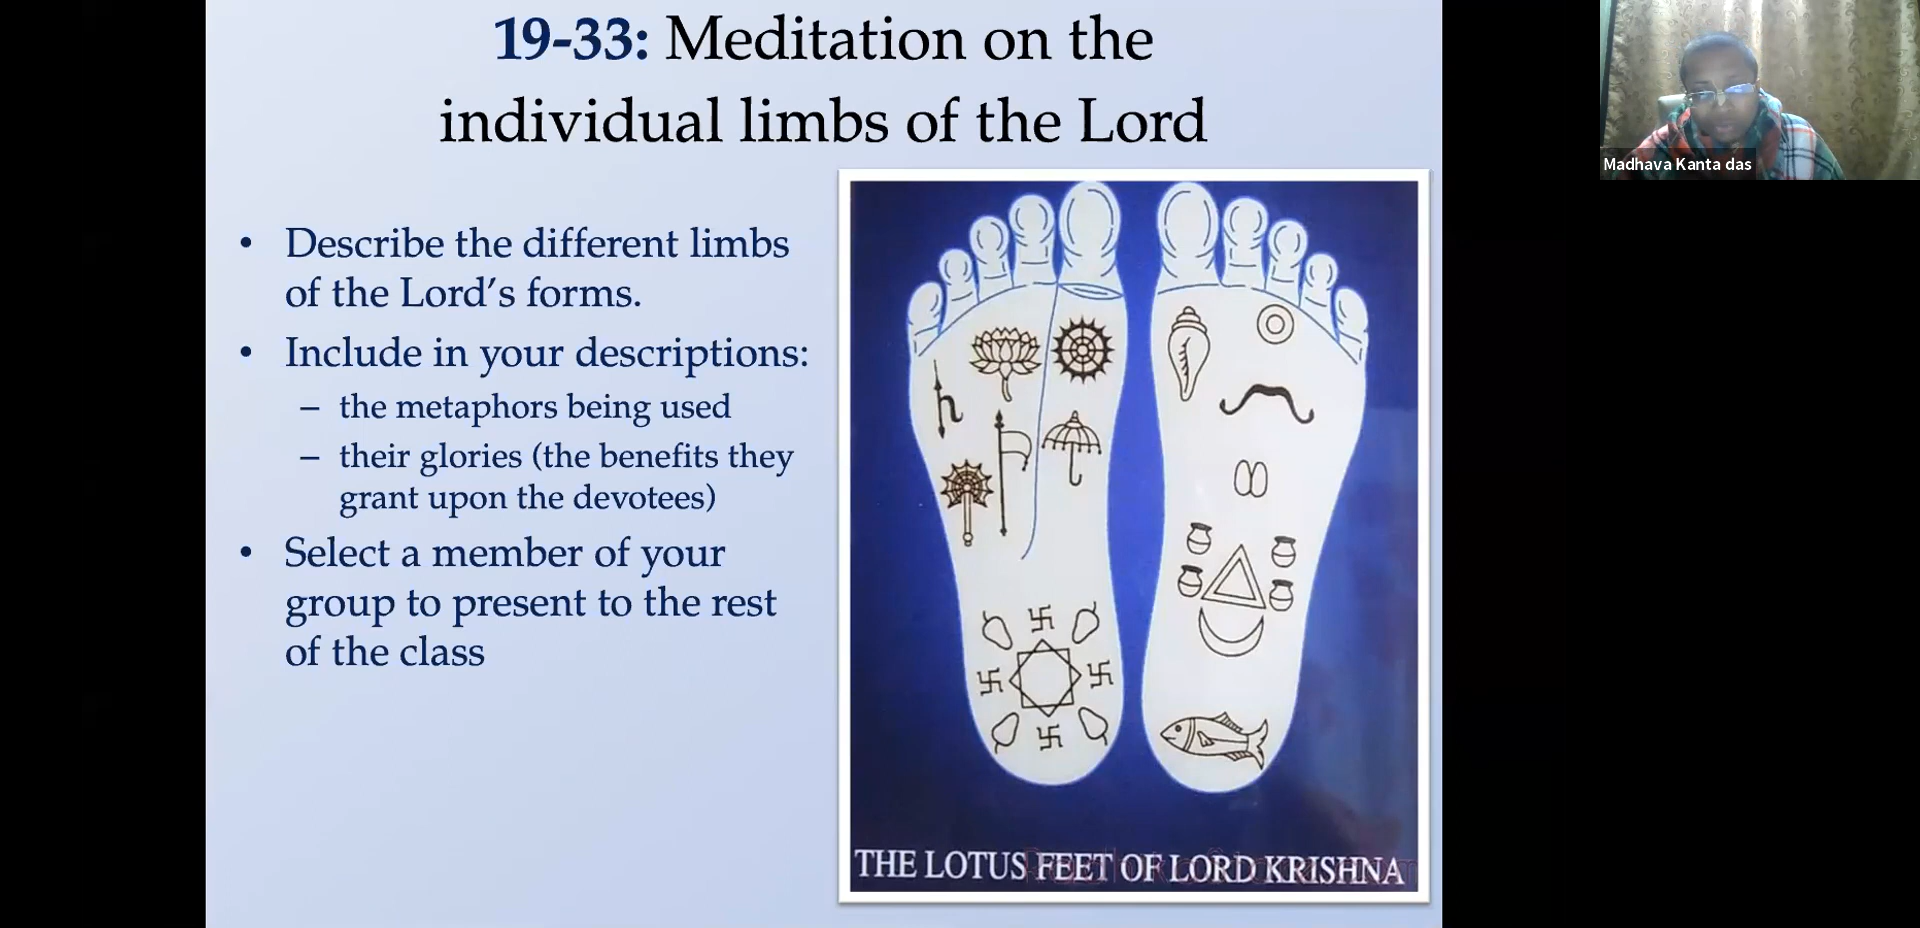 19-33: Meditation on the
individual limbs of the Lord
• Describe the different limbs
of the Lord’s forms.
• Include in your descriptions:
– the metaphors being used
– their glories (the benefits they
grant upon the devotees)
• Select a member of your
group to present to the rest
of the class
THE LOTUS FEET OF LORD KRISHNA
Madhava Kanta das